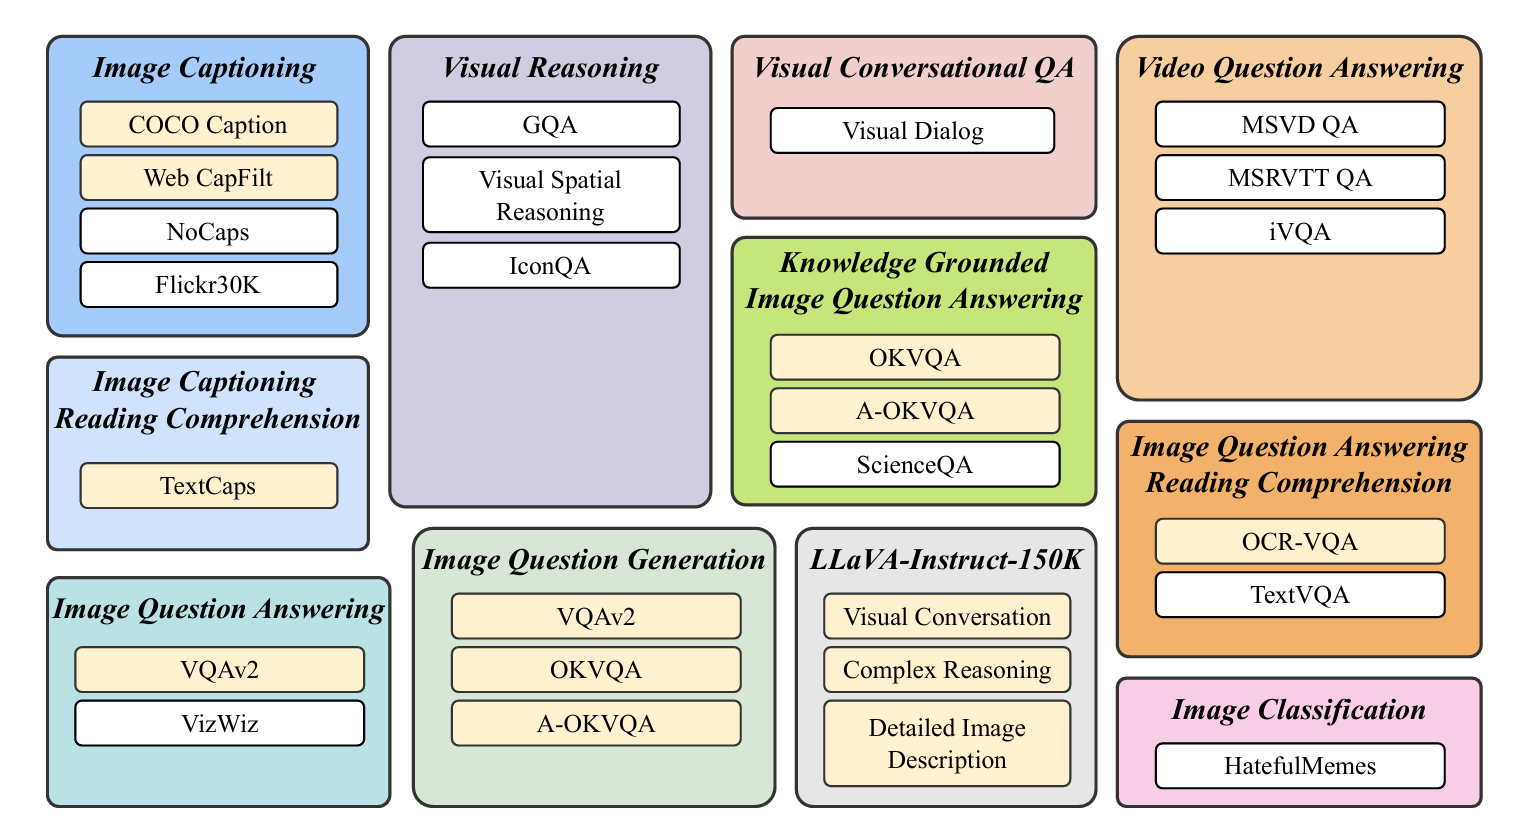 Image Captioning
COCO Caption
Web CapFilt
NoCaps
Flickr30K
Image Captioning
Reading Comprehension
TextCaps
Image Question Answering
VQAv2
VizWiz
Visual Reasoning
GQA
Visual Spatial
Reasoning
IconQA
Image Question Generation
VQAv2
OKVQA
A-OKVQA
Visual Conversational QA
Visual Dialog
Knowledge Grounded
Image Question Answering
OKVQA
A-OKVQA
ScienceQA
LLaVA-Instruct-150K
Visual Conversation
Complex Reasoning
Detailed Image
Description
Video Question Answering
MSVD QA
MSRVTT QA
iVQA
Image Question Answering
Reading Comprehension
OCR-VQA
TextVQA
Image Classification
HatefulMemes